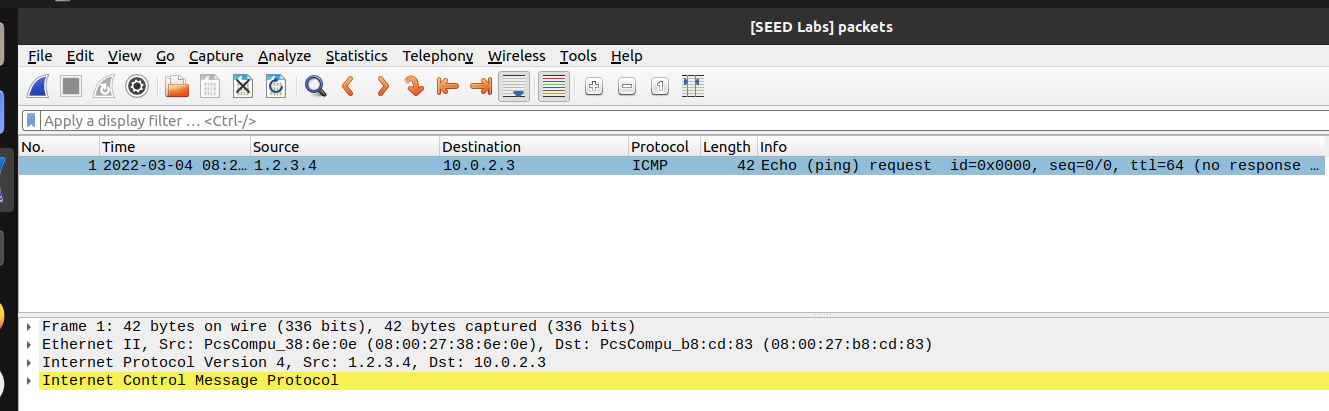 [SEED Labs] packets
File Edit View Go Capture Analyze Statistics Telephony Wireless Tools Help
Apply a display filter … <Ctrl-/>
No. Time Source Destination Protocol Length Info
1 2022-03-04 08:2… 1.2.3.4 10.0.2.3 ICMP 42 Echo (ping) request id=0x0000, seq=0/0, ttl=64 (no response …
Frame 1: 42 bytes on wire (336 bits), 42 bytes captured (336 bits)
Ethernet II, Src: PcsCompu_38:6e:0e (08:00:27:38:6e:0e), Dst: PcsCompu_b8:cd:83 (08:00:27:b8:cd:83)
Internet Protocol Version 4, Src: 1.2.3.4, Dst: 10.0.2.3
Internet Control Message Protocol